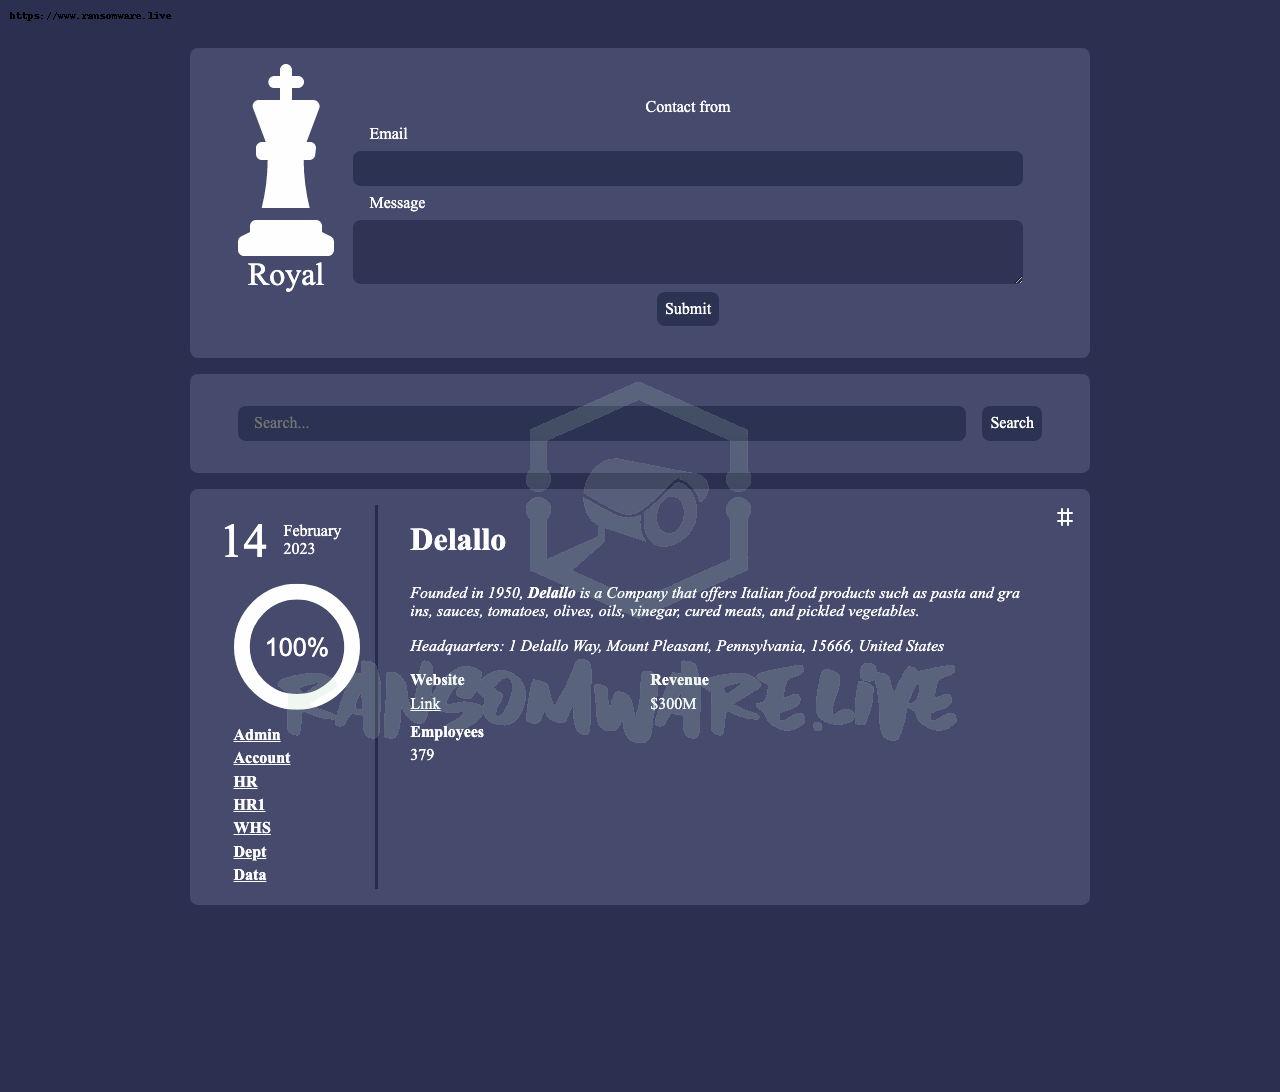 https://www.ransomware.live
Contact from
Email
Message
Royal
Submit
Search...
Search
14
February
2023
#
Delallo
Founded in 1950, Delallo is a Company that offers Italian food products such as pasta and gra
ins, sauces, tomatoes, olives, oils, vinegar, cured meats, and pickled vegetables.
100%
Headquarters: 1 Delallo Way, Mount Pleasant, Pennsylvania, 15666, United States
RANSOMWARE.LIVE
Website
Revenue
Link
$300M
Employees
379
Admin
Account
HR
HR1
WHS
Dept
Data